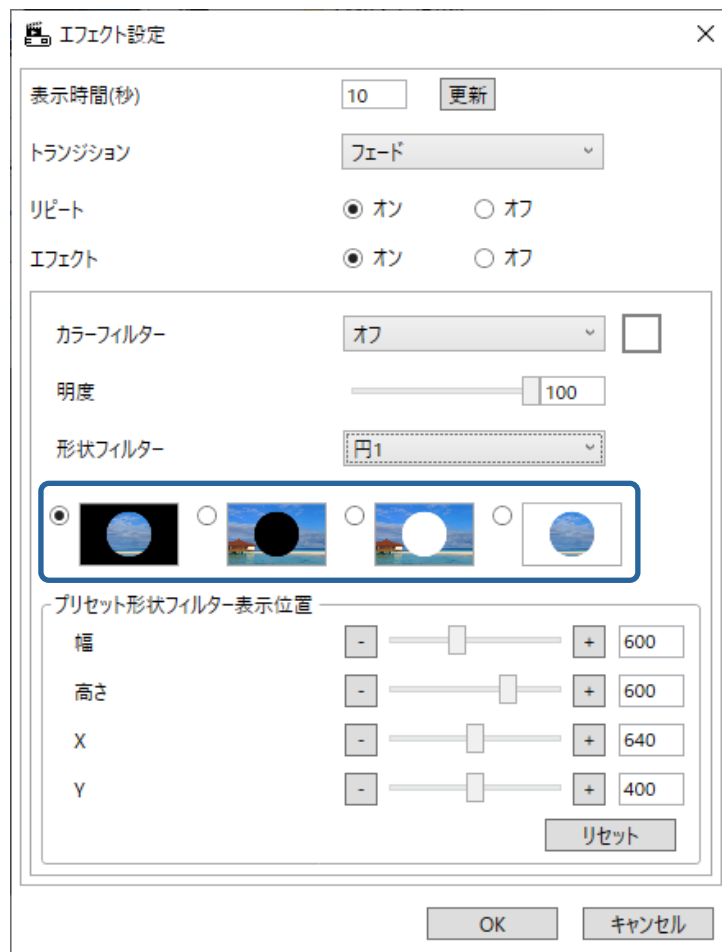 エフェクト設定
表示時間(秒) 10 更新
トランジション フェード
リピート オン オフ
エフェクト オン オフ
カラーフィルター オフ
明度 100
形状フィルター 円1
プリセット形状フィルター表示位置
幅 - + 600
高さ - + 600
X - + 640
Y - + 400
リセット
OK キャンセル